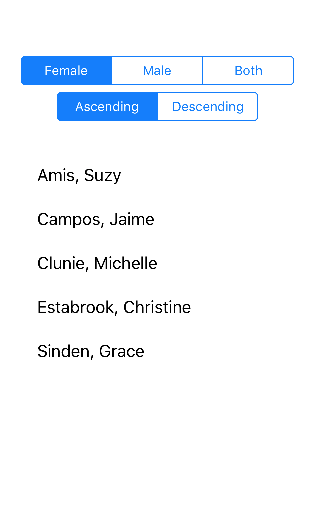 Female Male Both
Ascending Descending
Amis, Suzy
Campos, Jaime
Clunie, Michelle
Estabrook, Christine
Sinden, Grace